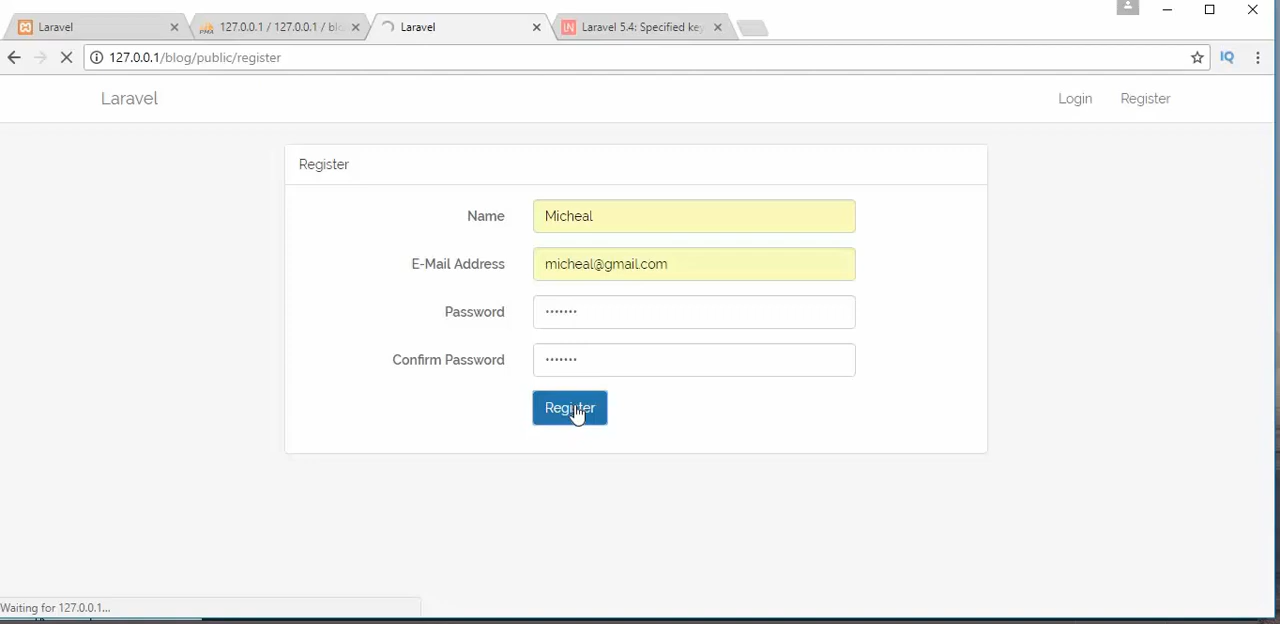 Laravel
127.0.0.1 / 127.0.0.1 / blo
Laravel
Laravel 5.4: Specified key
127.0.0.1/blog/public/register
IQ
Laravel
Login
Register
Register
Name
Micheal
E-Mail Address
micheal@gmail.com
Password
•••••••
Confirm Password
•••••••
Register
Waiting for 127.0.0.1...